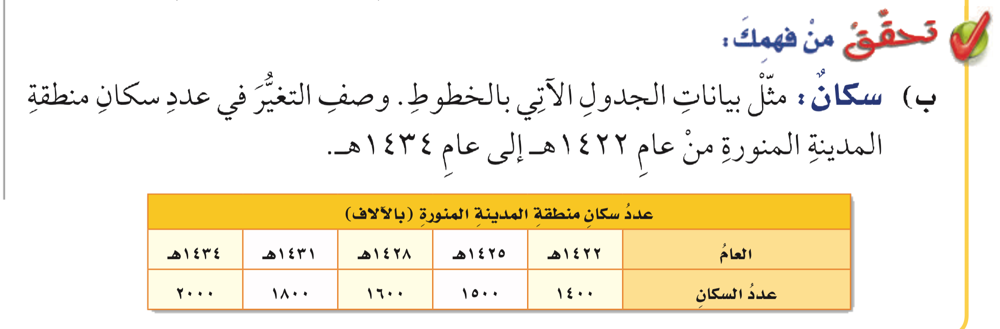 تحقّقْ منْ فهمِكَ:
ب) سكانٌ: مثّلْ بياناتِ الجدولِ الآتِي بالخطوطِ. وصفِ التغيُّرَ في عددِ سكانِ منطقةِ
المدينةِ المنورةِ منْ عامِ ١٤٢٢هـ إلى عامِ ١٤٣٤هـ.
عددُ سكانِ منطقةِ المدينةِ المنورةِ (بالآلاف)
العامُ ١٤٢٢هـ ١٤٢٥هـ ١٤٢٨هـ ١٤٣١هـ ١٤٣٤هـ
عددُ السكانِ ١٤٠٠ ١٥٠٠ ١٦٠٠ ١٨٠٠ ٢٠٠٠